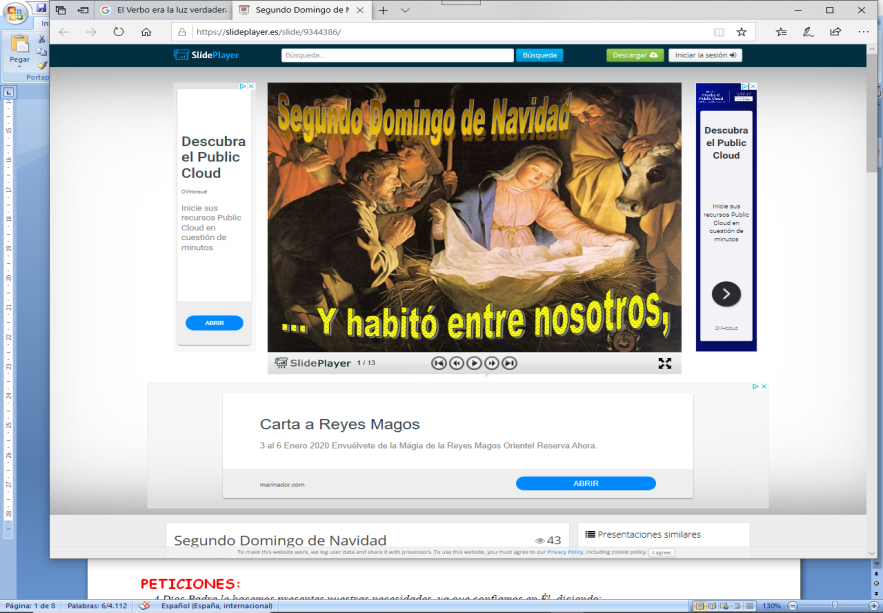 El Verbo era la luz verdader
Segundo Domingo de N
In
Pegar
Portap
https://slideplayer.es/slide/9344386/
SlidePlayer
Búsqueda...
Búsqueda
Descargar
Iniciar la sesión
Descubra
el Public
Cloud
OVHcloud
Inicie sus
recursos Public
Cloud en
cuestión de
minutos
ABRIR
Segundo Domingo de Navidad
... Y habitó entre nosotros,
SlidePlayer 1 / 13
Public Cloud
Descubra
el Public
Cloud
Inicie sus
recursos Public
Cloud en
cuestión de
minutos
OVHcloud
Carta a Reyes Magos
3 al 6 Enero 2020 Envuélvete de la Mágia de la Reyes Magos Oriente! Reserva Ahora.
marinador.com
ABRIR
Segundo Domingo de Navidad
43
Presentaciones similares
To make this website work, we log user data and share it with processors. To use this website, you must agree to our Privacy Policy, including cookie policy. I agree.
PETICIONES:
A Dios Padre le hacemos presentes nuestras necesidades, ya que confiamos en Él, diciendo:
Página: 1 de 8 Palabras: 6/4.112 Español (España, internacional) 130%